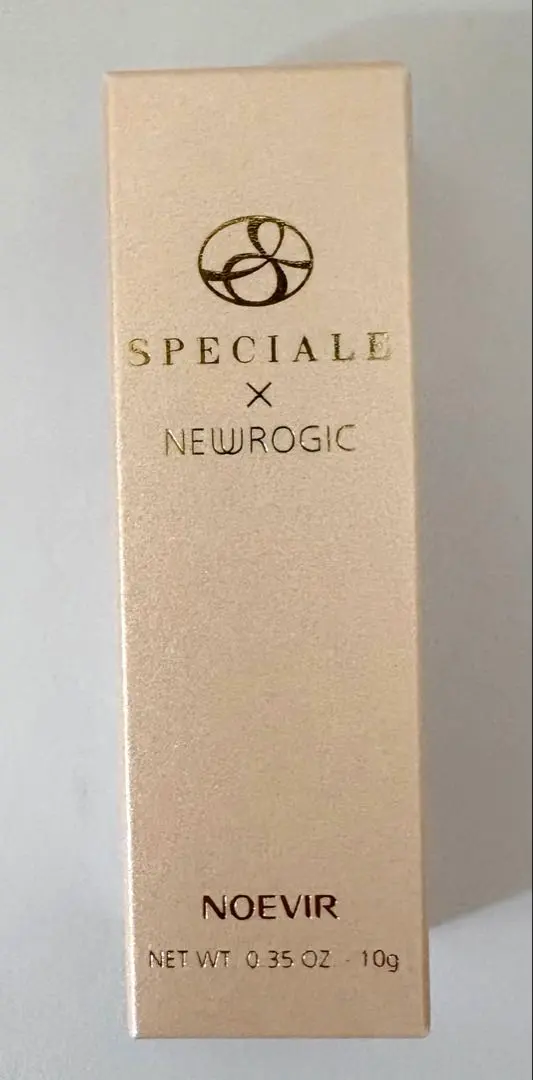 SPECIALE
×
NEWROGIC
NOEVIR
NET WT 0.35 OZ · 10g